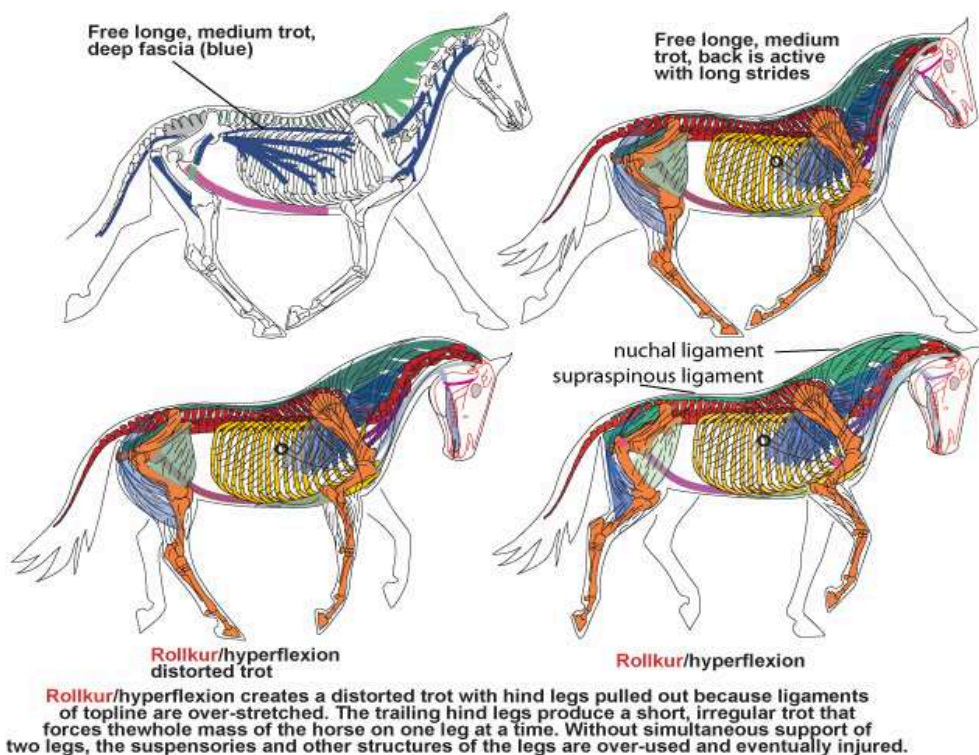 Free longe, medium trot,
deep fascia (blue)
Free longe, medium
trot, back is active
with long strides
nuchal ligament
supraspinous ligament
Rollkur/hyperflexion
distorted trot
Rollkur/hyperflexion
Rollkur/hyperflexion creates a distorted trot with hind legs pulled out because ligaments
of topline are over-stretched. The trailing hind legs produce a short, irregular trot that
forces thewhole mass of the horse on one leg at a time. Without simultaneous support of
two legs, the suspensories and other structures of the legs are over-used and eventually injured.